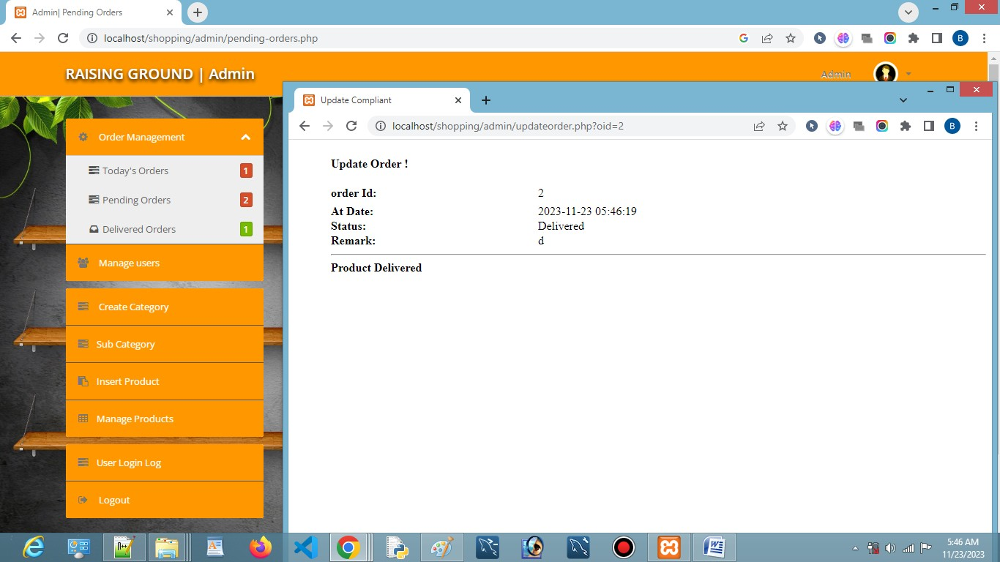 Admin| Pending Orders
localhost/shopping/admin/pending-orders.php
B
RAISING GROUND | Admin
Admin
Order Management
Today's Orders 1
Pending Orders 2
Delivered Orders 1
Manage users
Create Category
Sub Category
Insert Product
Manage Products
User Login Log
Logout
Update Compliant
localhost/shopping/admin/updateorder.php?oid=2
B
Update Order !
order Id: 2
At Date: 2023-11-23 05:46:19
Status: Delivered
Remark: d
Product Delivered
5:46 AM
11/23/2023